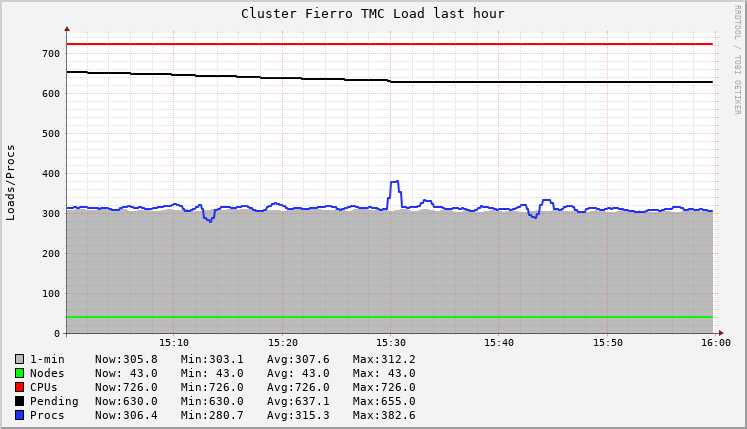 Cluster Fierro TMC Load last hour
RRDTOOL / TOBI OETIKER
Loads/Procs
700
600
500
400
300
200
100
0
15:10 15:20 15:30 15:40 15:50 16:00
1-min Now:305.8 Min:303.1 Avg:307.6 Max:312.2
Nodes Now: 43.0 Min: 43.0 Avg: 43.0 Max: 43.0
CPUs Now:726.0 Min:726.0 Avg:726.0 Max:726.0
Pending Now:630.0 Min:630.0 Avg:637.1 Max:655.0
Procs Now:306.4 Min:280.7 Avg:315.3 Max:382.6